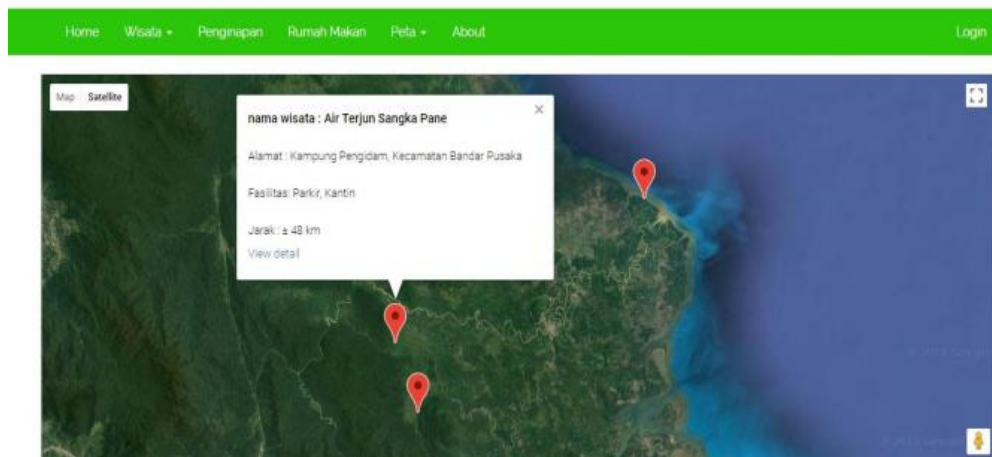 Home Wisata Penginapan Rumah Makan Peta About Login
Map Satellite
nama wisata : Air Terjun Sangka Pane
Alamat : Kampung Pengidam, Kecamatan Bandar Pusaka
Fasilitas: Parkir, Kantin
Jarak : ± 48 km
View detail